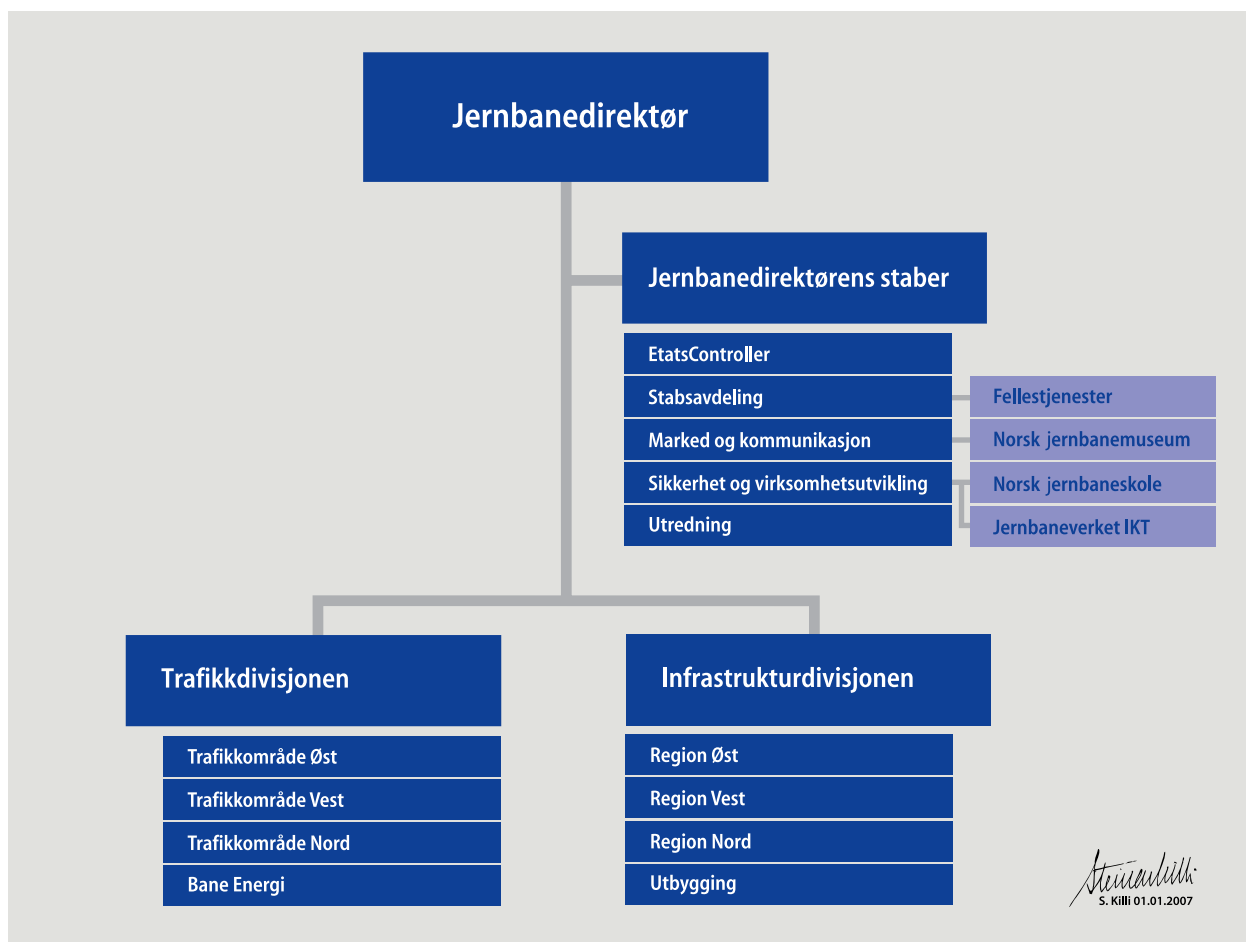 Jernbanedirektør
Jernbanedirektørens staber
EtatsController
Stabsavdeling
Fellestjenester
Marked og kommunikasjon
Norsk jernbanemuseum
Sikkerhet og virksomhetsutvikling
Norsk jernbaneskole
Utredning
Jernbaneverket IKT
Trafikkdivisjonen
Trafikkområde Øst
Trafikkområde Vest
Trafikkområde Nord
Bane Energi
Infrastrukturdivisjonen
Region Øst
Region Vest
Region Nord
Utbygging
S. Killi 01.01.2007